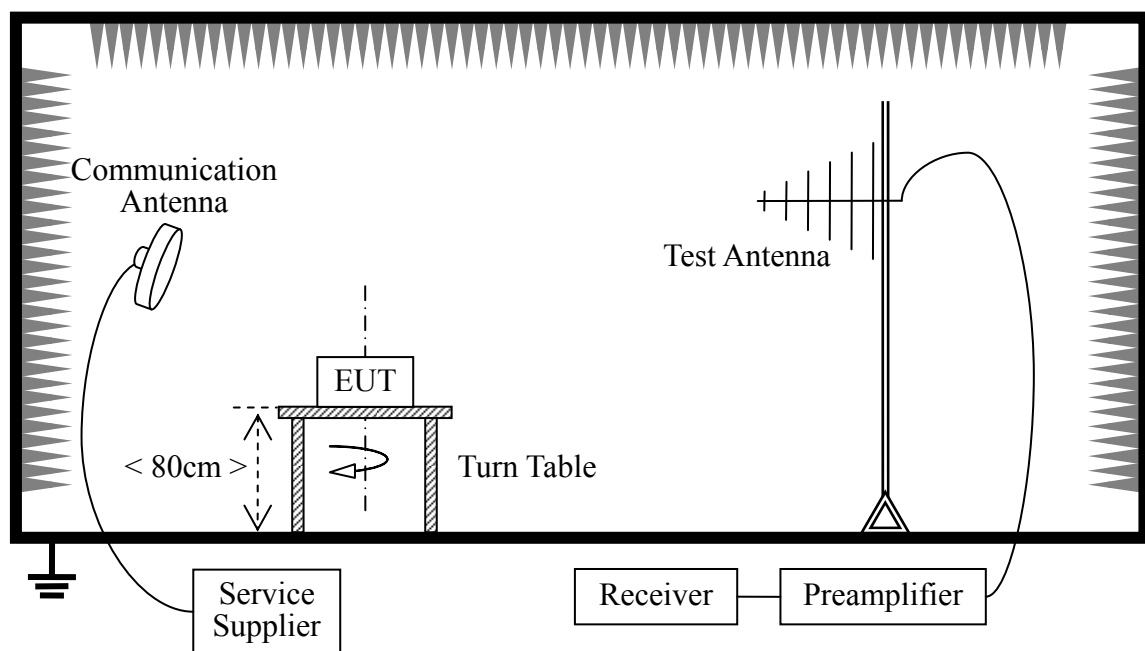 Communication
Antenna
Test Antenna
EUT
< 80cm >
Turn Table
Service
Supplier
Receiver
Preamplifier